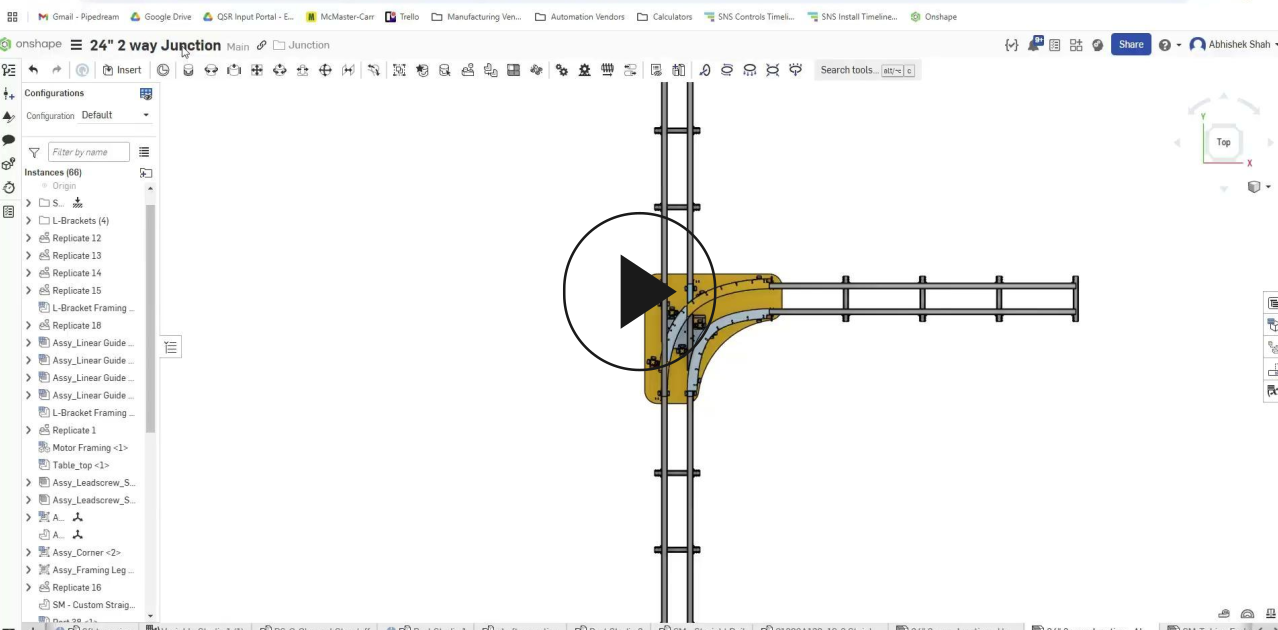 Gmail - Pipedream Google Drive QSR Input Portal - E... McMaster-Carr Trello Manufacturing Ven... Automation Vendors Calculators SNS Controls Timeli... SNS Install Timeline... Onshape
onshape 24" 2 way Junction Main Junction 9+ Share Abhishek Shah
Insert Search tools... alt/⌥ c
Configurations
Configuration Default
Filter by name
Instances (66)
Origin
S...
L-Brackets (4)
Replicate 12
Replicate 13
Replicate 14
Replicate 15
L-Bracket Framing ...
Replicate 18
Assy_Linear Guide ...
Assy_Linear Guide ...
Assy_Linear Guide ...
Assy_Linear Guide ...
L-Bracket Framing ...
Replicate 1
Motor Framing <1>
Table_top <1>
Assy_Leadscrew_S...
Assy_Leadscrew_S...
A...
A...
Assy_Corner <2>
Assy_Framing Leg ...
Replicate 16
SM - Custom Straig...
Y
Top
X